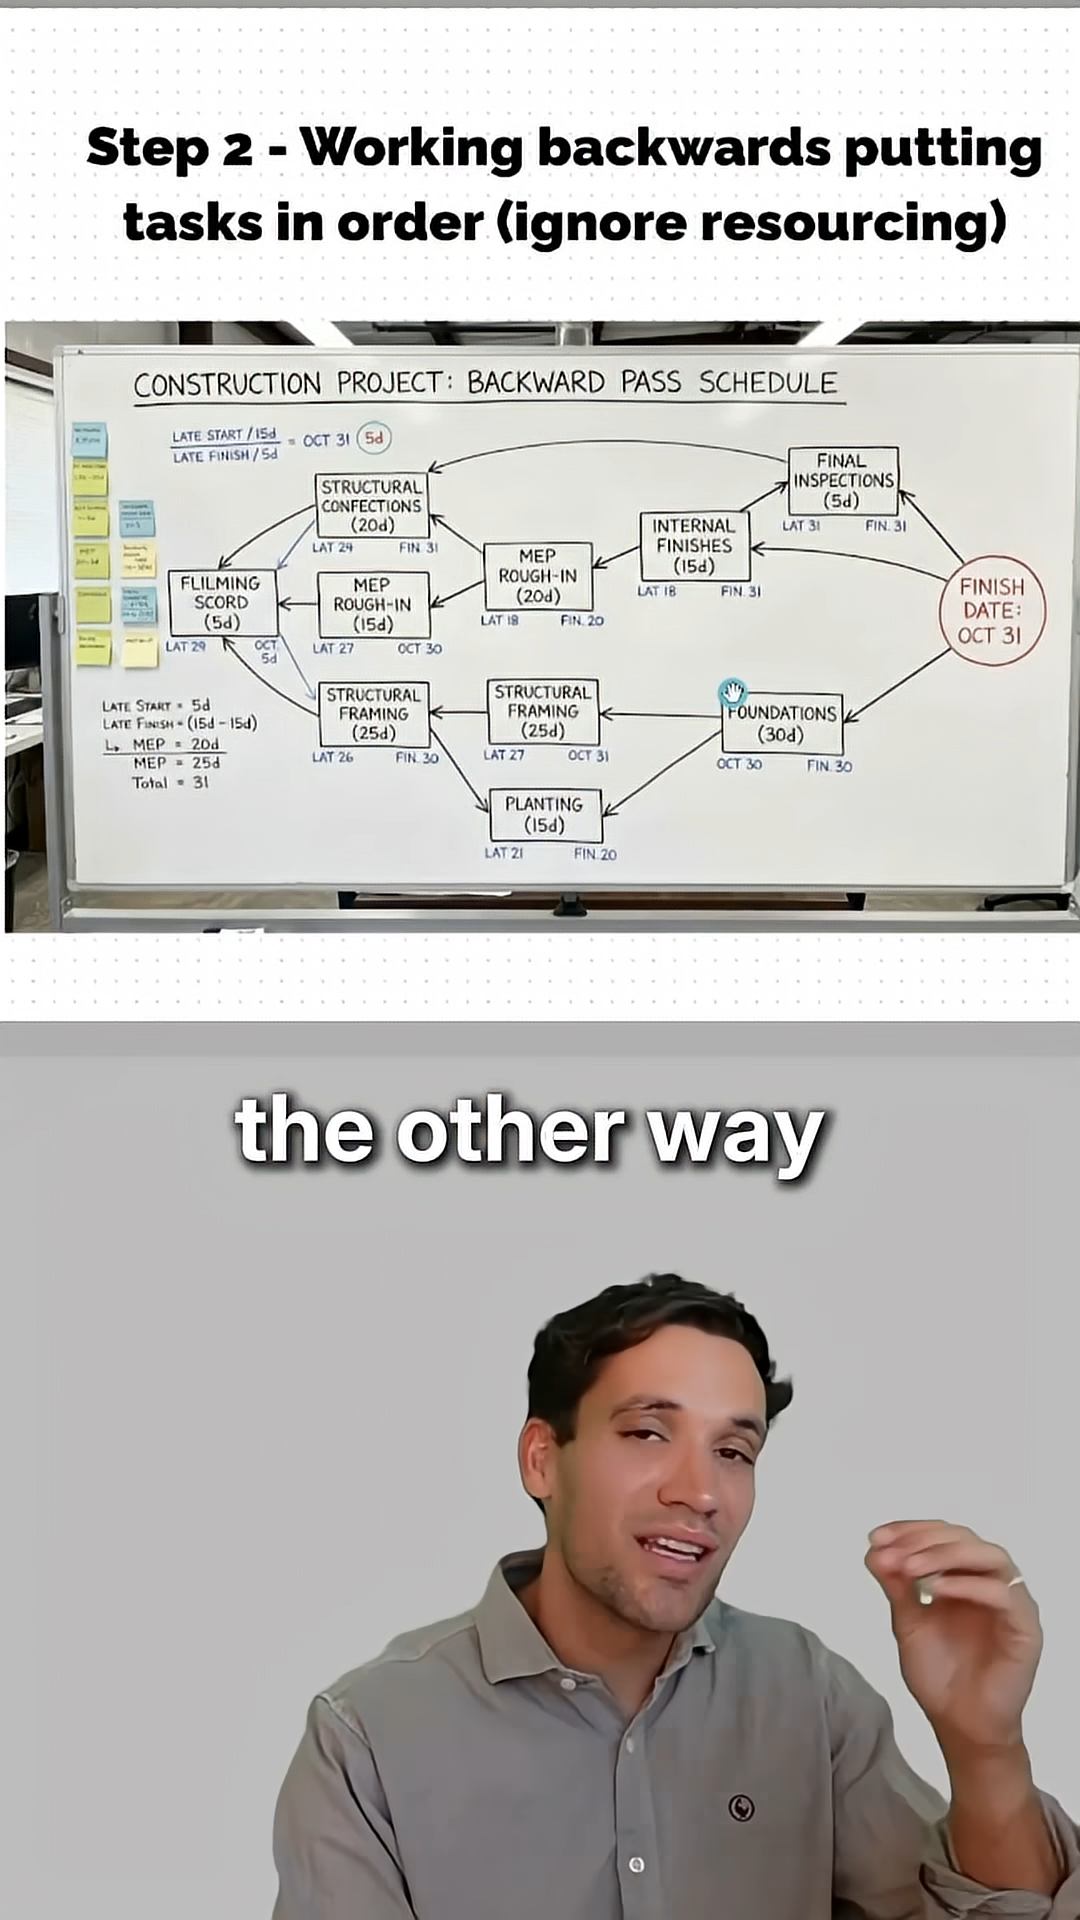 Step 2 - Working backwards putting
tasks in order (ignore resourcing)
CONSTRUCTION PROJECT: BACKWARD PASS SCHEDULE
LATE START / 15d
LATE FINISH / 5d
= OCT 31 5d
STRUCTURAL
CONFECTIONS
(20d)
LAT 29 FIN. 31
FINAL
INSPECTIONS
(5d)
LAT 31 FIN. 31
INTERNAL
FINISHES
(15d)
LAT 18 FIN. 31
MEP
ROUGH-IN
(20d)
LAT 18 FIN. 20
FLILMING
SCORD
(5d)
LAT 29 OCT
5d
MEP
ROUGH-IN
(15d)
LAT 27 OCT 30
FINISH
DATE:
OCT 31
STRUCTURAL
FRAMING
(25d)
LAT 26 FIN. 30
STRUCTURAL
FRAMING
(25d)
LAT 27 OCT 31
FOUNDATIONS
(30d)
OCT 30 FIN. 30
PLANTING
(15d)
LAT 21 FIN. 20
LATE START = 5d
LATE FINISH = (15d - 15d)
MEP = 20d
MEP = 25d
Total = 31
the other way